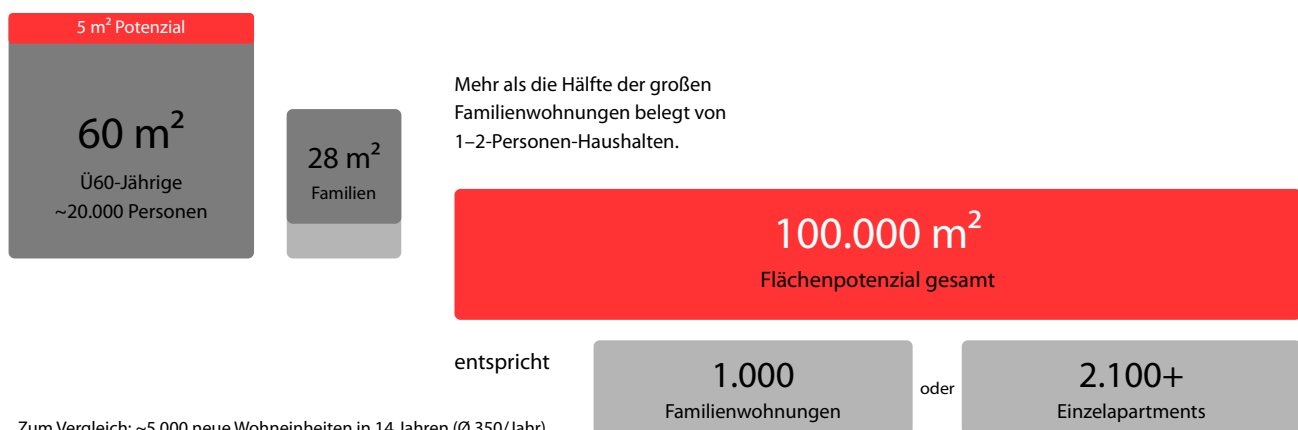 5 m² Potenzial
60 m²
Ü60-Jährige
~20.000 Personen
28 m²
Familien
Mehr als die Hälfte der großen
Familienwohnungen belegt von
1–2-Personen-Haushalten.
100.000 m²
Flächenpotenzial gesamt
entspricht
1.000
Familienwohnungen
oder
2.100+
Einzelapartments
Zum Vergleich: ~5.000 neue Wohneinheiten in 14 Jahren (Ø 350/Jahr)